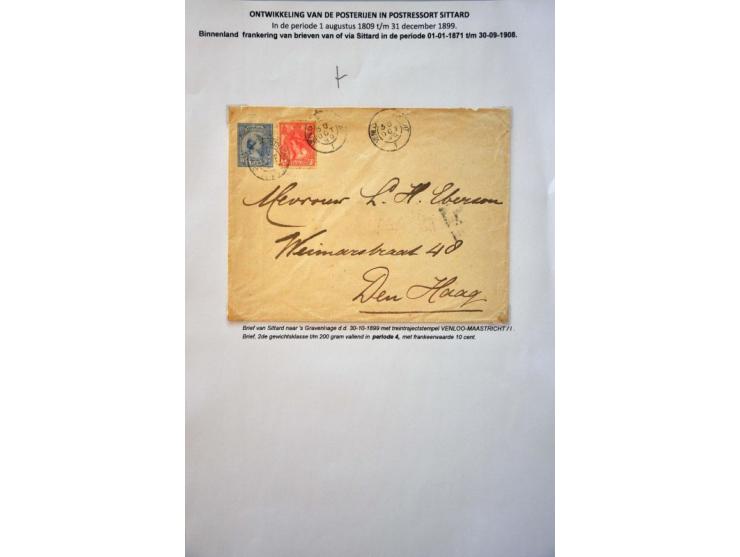 ONTWIKKELING VAN DE POSTERIJEN IN POSTRESSORT SITTARD
In de periode 1 augustus 1809 t/m 31 december 1899.
Binnenland frankering van brieven van of via Sittard in de periode 01-01-1871 t/m 30-09-1908.
Mevrouw L. H. Eberson
Weimarstraat 48
Den Haag
Brief van Sittard naar 's Gravenhage d.d. 30-10-1899 met treintrajectstempel VENLOO-MAASTRICHT / I.
Brief, 2de gewichtsklasse t/m 200 gram vallend in periode 4, met frankeerwaarde 10 cent.